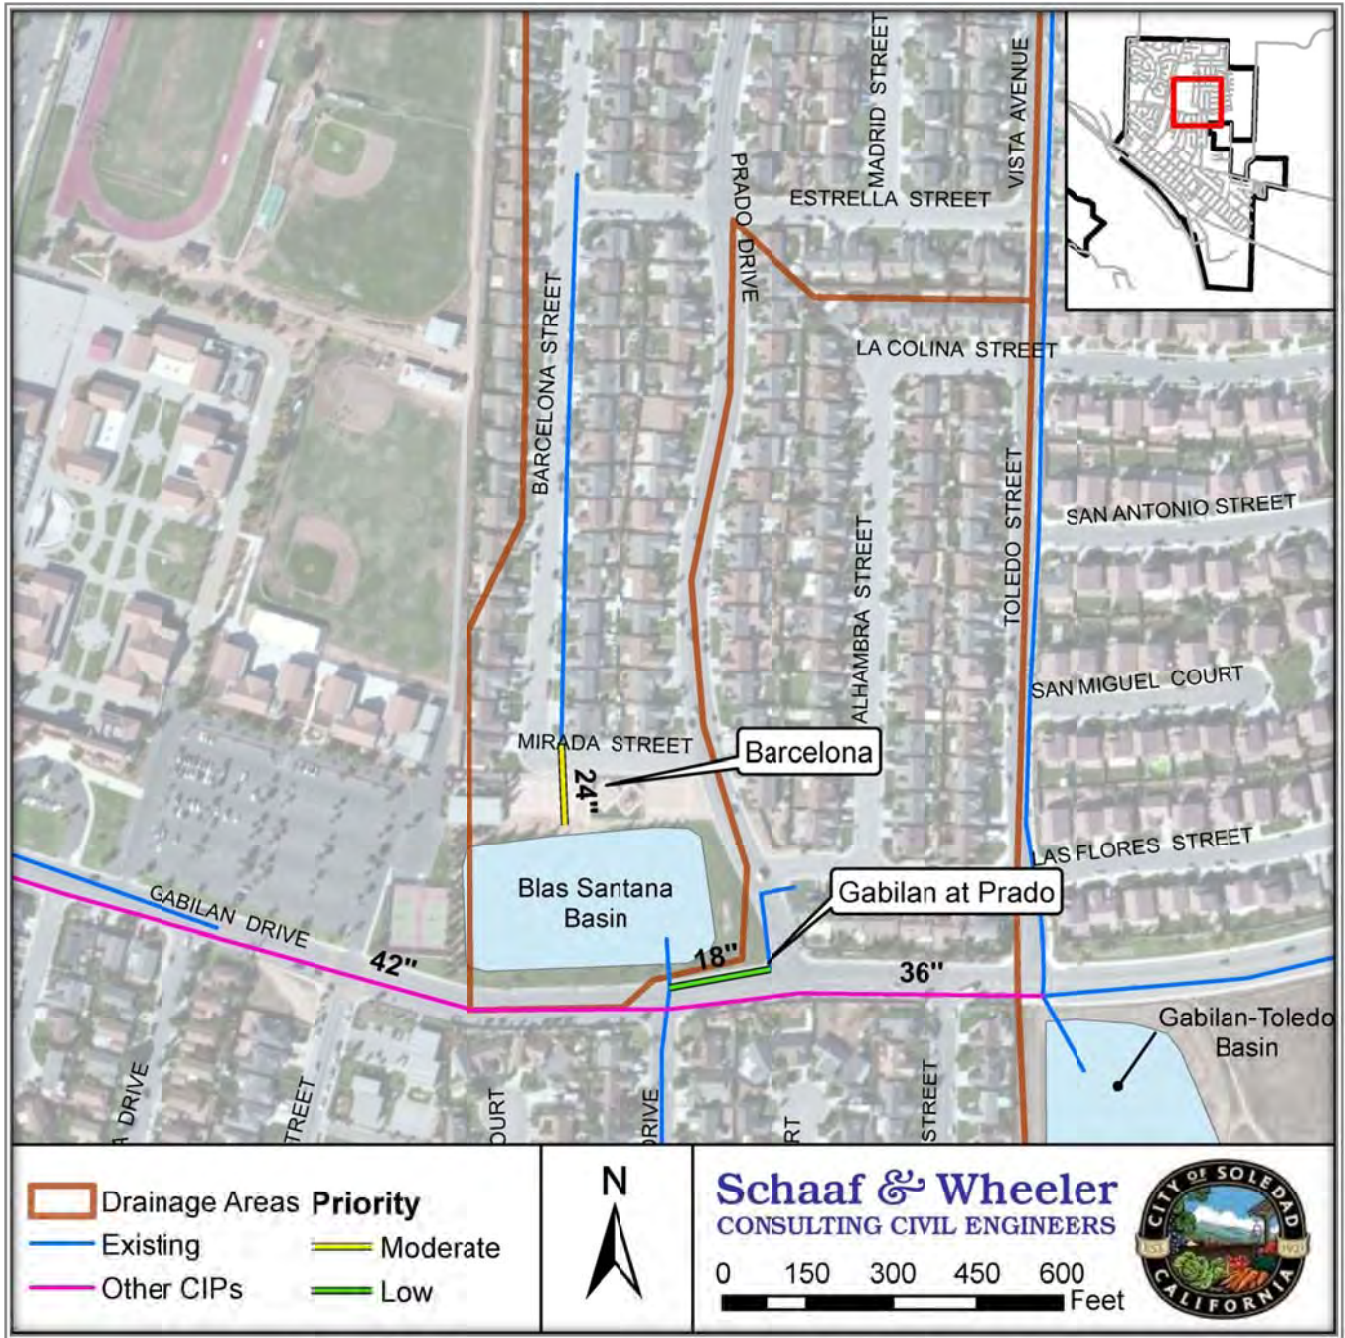 MADRID STREET
VISTA AVENUE
PRADO DRIVE
ESTRELLA STREET
BARCELONA STREET
LA COLINA STREET
TOLEDO STREET
SAN ANTONIO STREET
ALHAMBRA STREET
SAN MIGUEL COURT
MIRADA STREET
Barcelona
24"
LAS FLORES STREET
Blas Santana
Basin
Gabilan at Prado
GABILAN DRIVE
42"
18"
36"
Gabilan-Toledo
Basin
A DRIVE
TREET
OURT
DRIVE
RT
STREET
Drainage Areas
Existing
Other CIPs
Priority
Moderate
Low
N
Schaaf & Wheeler
CONSULTING CIVIL ENGINEERS
0 150 300 450 600
Feet
CITY OF SOLEDAD
EST. 1921
CALIFORNIA